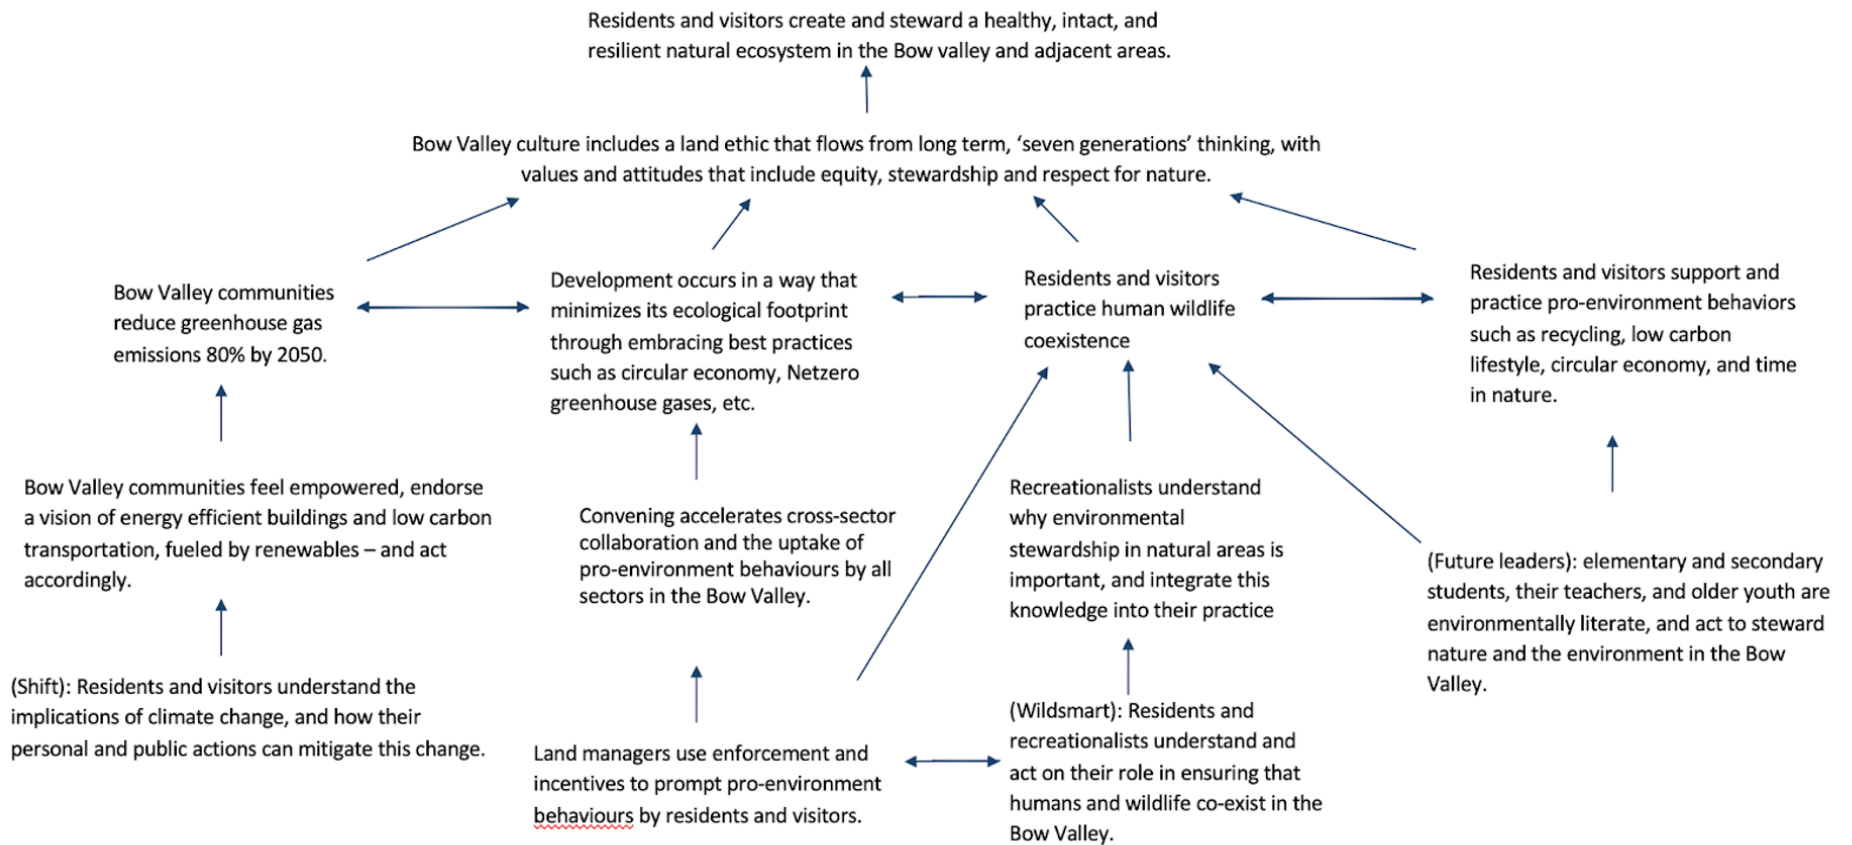 Residents and visitors create and steward a healthy, intact, and
resilient natural ecosystem in the Bow valley and adjacent areas.
Bow Valley culture includes a land ethic that flows from long term, ‘seven generations’ thinking, with
values and attitudes that include equity, stewardship and respect for nature.
Bow Valley communities
reduce greenhouse gas
emissions 80% by 2050.
Development occurs in a way that
minimizes its ecological footprint
through embracing best practices
such as circular economy, Netzero
greenhouse gases, etc.
Residents and visitors
practice human wildlife
coexistence
Residents and visitors support and
practice pro-environment behaviors
such as recycling, low carbon
lifestyle, circular economy, and time
in nature.
Bow Valley communities feel empowered, endorse
a vision of energy efficient buildings and low carbon
transportation, fueled by renewables – and act
accordingly.
Convening accelerates cross-sector
collaboration and the uptake of
pro-environment behaviours by all
sectors in the Bow Valley.
Recreationalists understand
why environmental
stewardship in natural areas is
important, and integrate this
knowledge into their practice
(Future leaders): elementary and secondary
students, their teachers, and older youth are
environmentally literate, and act to steward
nature and the environment in the Bow
Valley.
(Shift): Residents and visitors understand the
implications of climate change, and how their
personal and public actions can mitigate this change.
Land managers use enforcement and
incentives to prompt pro-environment
behaviours by residents and visitors.
(Wildsmart): Residents and
recreationalists understand and
act on their role in ensuring that
humans and wildlife co-exist in the
Bow Valley.